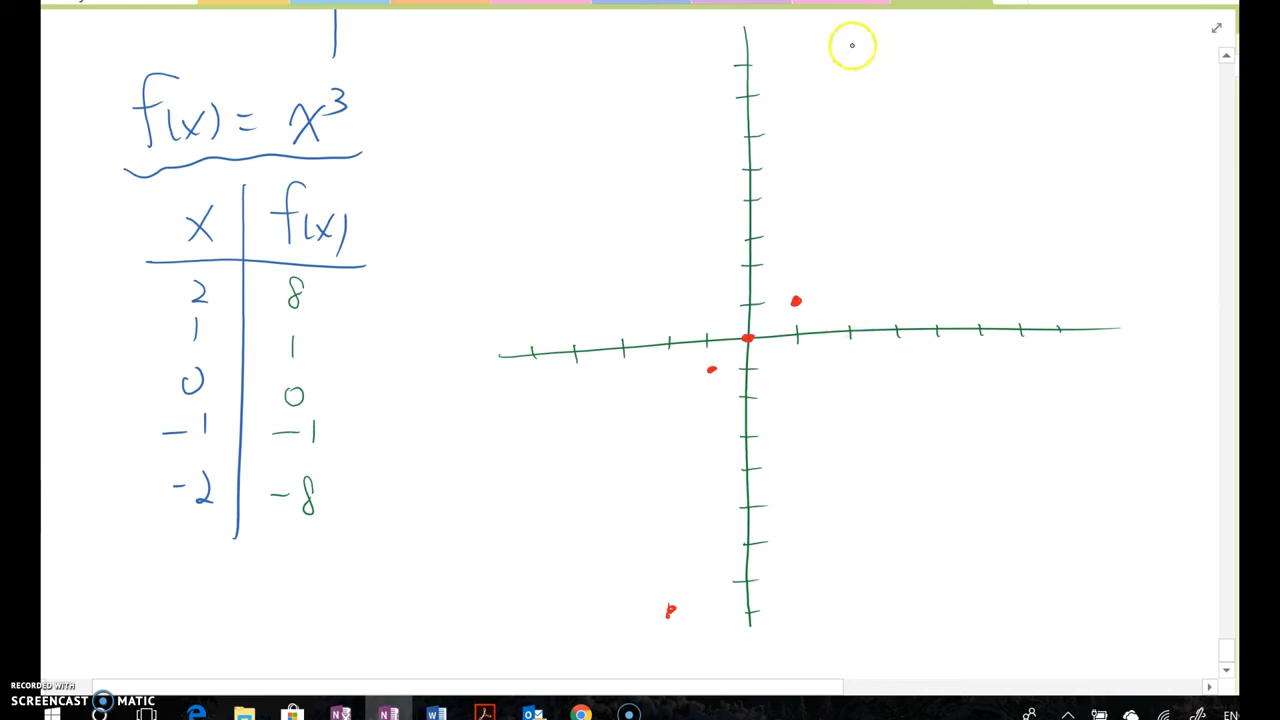 f(x) = x³
x f(x)
2 8
1 1
0 0
-1 -1
-2 -8
RECORDED WITH
SCREENCAST MATIC
EN